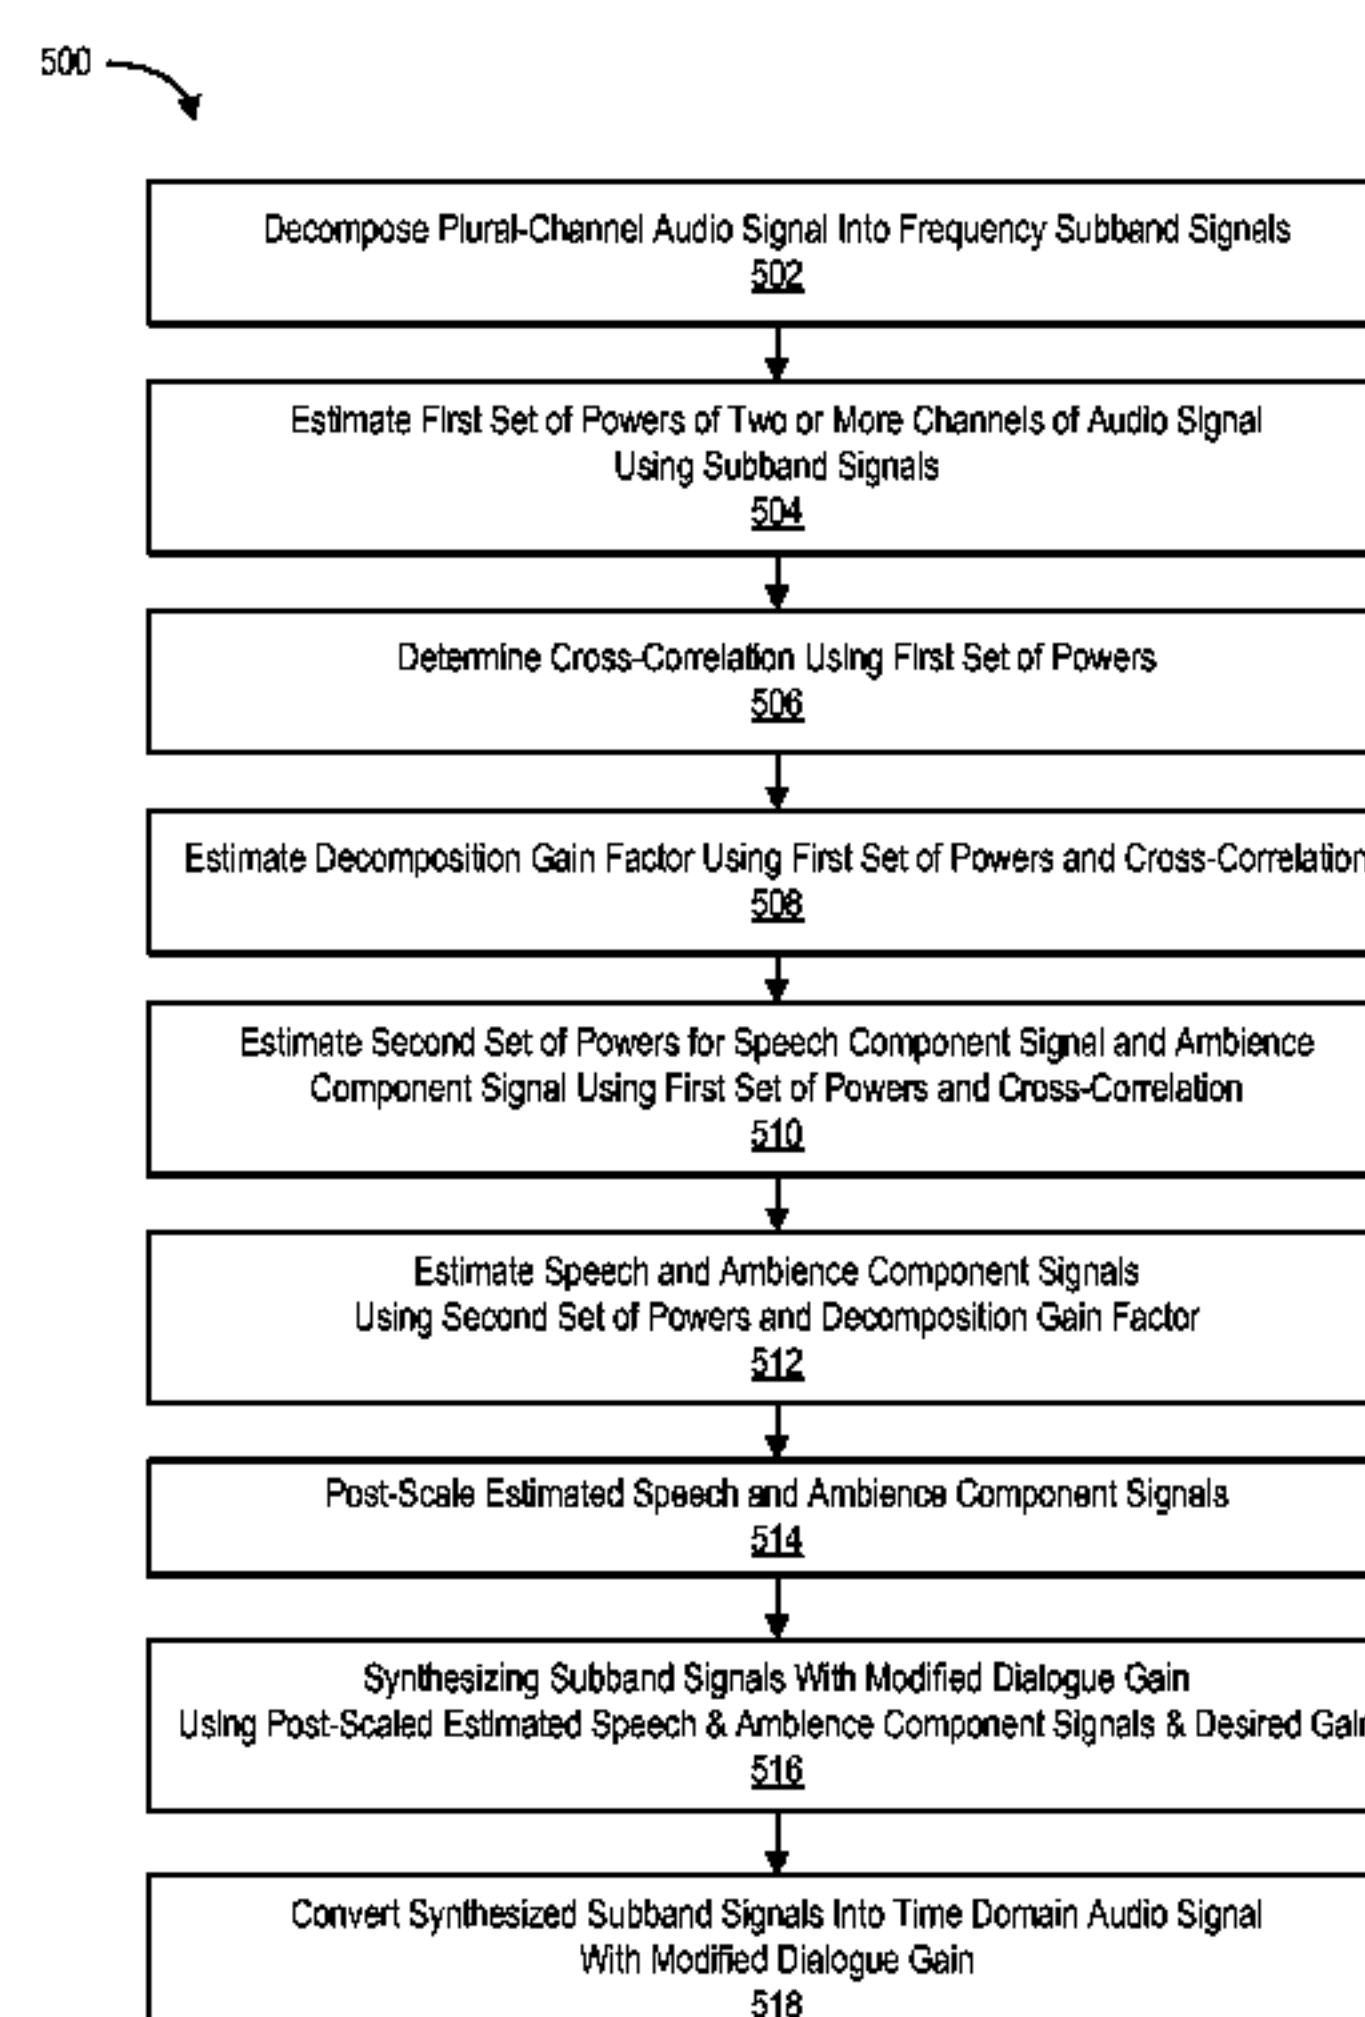 500
Decompose Plural-Channel Audio Signal Into Frequency Subband Signals
502
Estimate First Set of Powers of Two or More Channels of Audio Signal
Using Subband Signals
504
Determine Cross-Correlation Using First Set of Powers
506
Estimate Decomposition Gain Factor Using First Set of Powers and Cross-Correlation
508
Estimate Second Set of Powers for Speech Component Signal and Ambience
Component Signal Using First Set of Powers and Cross-Correlation
510
Estimate Speech and Ambience Component Signals
Using Second Set of Powers and Decomposition Gain Factor
512
Post-Scale Estimated Speech and Ambience Component Signals
514
Synthesizing Subband Signals With Modified Dialogue Gain
Using Post-Scaled Estimated Speech & Ambience Component Signals & Desired Gain
516
Convert Synthesized Subband Signals Into Time Domain Audio Signal
With Modified Dialogue Gain
518